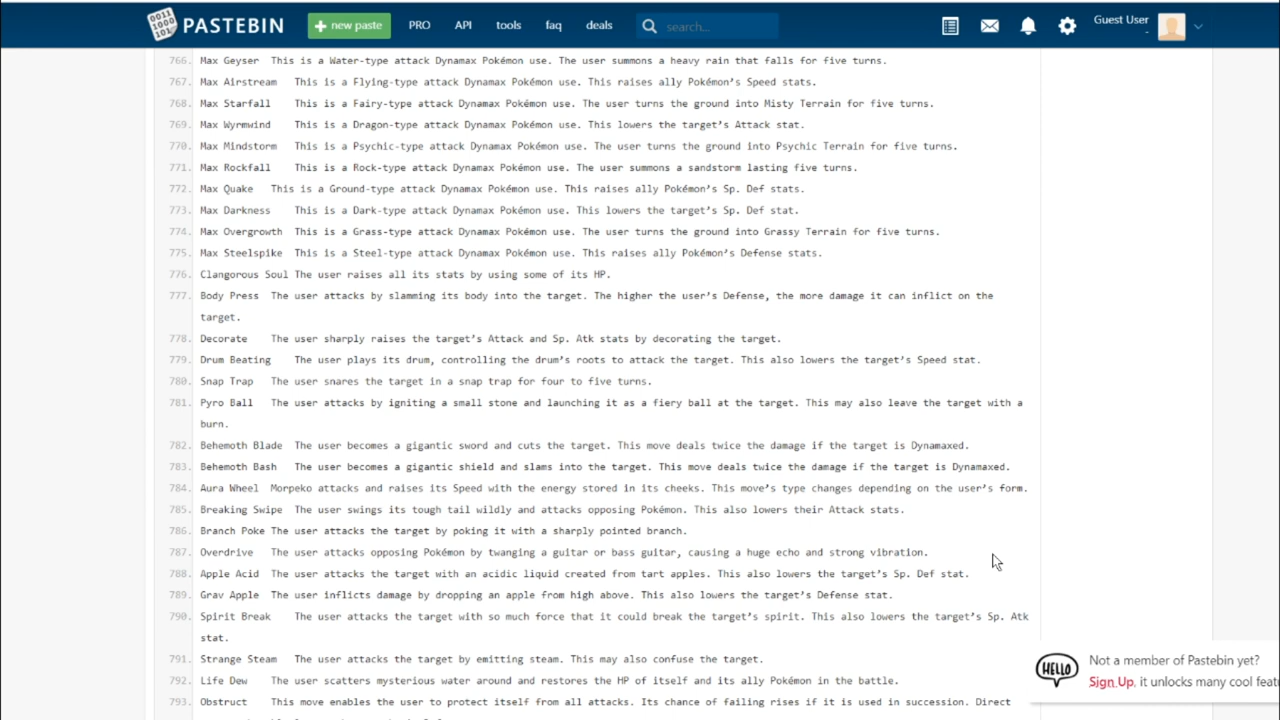 0011
1000
101
PASTEBIN
+ new paste
PRO
API
tools
faq
deals
search...
Guest User
-
766. Max Geyser This is a Water-type attack Dynamax Pokémon use. The user summons a heavy rain that falls for five turns.
767. Max Airstream This is a Flying-type attack Dynamax Pokémon use. This raises ally Pokémon’s Speed stats.
768. Max Starfall This is a Fairy-type attack Dynamax Pokémon use. The user turns the ground into Misty Terrain for five turns.
769. Max Wyrmwind This is a Dragon-type attack Dynamax Pokémon use. This lowers the target’s Attack stat.
770. Max Mindstorm This is a Psychic-type attack Dynamax Pokémon use. The user turns the ground into Psychic Terrain for five turns.
771. Max Rockfall This is a Rock-type attack Dynamax Pokémon use. The user summons a sandstorm lasting five turns.
772. Max Quake This is a Ground-type attack Dynamax Pokémon use. This raises ally Pokémon’s Sp. Def stats.
773. Max Darkness This is a Dark-type attack Dynamax Pokémon use. This lowers the target’s Sp. Def stat.
774. Max Overgrowth This is a Grass-type attack Dynamax Pokémon use. The user turns the ground into Grassy Terrain for five turns.
775. Max Steelspike This is a Steel-type attack Dynamax Pokémon use. This raises ally Pokémon’s Defense stats.
776. Clangorous Soul The user raises all its stats by using some of its HP.
777. Body Press The user attacks by slamming its body into the target. The higher the user’s Defense, the more damage it can inflict on the
target.
778. Decorate The user sharply raises the target’s Attack and Sp. Atk stats by decorating the target.
779. Drum Beating The user plays its drum, controlling the drum’s roots to attack the target. This also lowers the target’s Speed stat.
780. Snap Trap The user snares the target in a snap trap for four to five turns.
781. Pyro Ball The user attacks by igniting a small stone and launching it as a fiery ball at the target. This may also leave the target with a
burn.
782. Behemoth Blade The user becomes a gigantic sword and cuts the target. This move deals twice the damage if the target is Dynamaxed.
783. Behemoth Bash The user becomes a gigantic shield and slams into the target. This move deals twice the damage if the target is Dynamaxed.
784. Aura Wheel Morpeko attacks and raises its Speed with the energy stored in its cheeks. This move’s type changes depending on the user’s form.
785. Breaking Swipe The user swings its tough tail wildly and attacks opposing Pokémon. This also lowers their Attack stats.
786. Branch Poke The user attacks the target by poking it with a sharply pointed branch.
787. Overdrive The user attacks opposing Pokémon by twanging a guitar or bass guitar, causing a huge echo and strong vibration.
788. Apple Acid The user attacks the target with an acidic liquid created from tart apples. This also lowers the target’s Sp. Def stat.
789. Grav Apple The user inflicts damage by dropping an apple from high above. This also lowers the target’s Defense stat.
790. Spirit Break The user attacks the target with so much force that it could break the target’s spirit. This also lowers the target’s Sp. Atk
stat.
791. Strange Steam The user attacks the target by emitting steam. This may also confuse the target.
792. Life Dew The user scatters mysterious water around and restores the HP of itself and its ally Pokémon in the battle.
793. Obstruct This move enables the user to protect itself from all attacks. Its chance of failing rises if it is used in succession. Direct
HELLO
Not a member of Pastebin yet?
Sign Up, it unlocks many cool feat